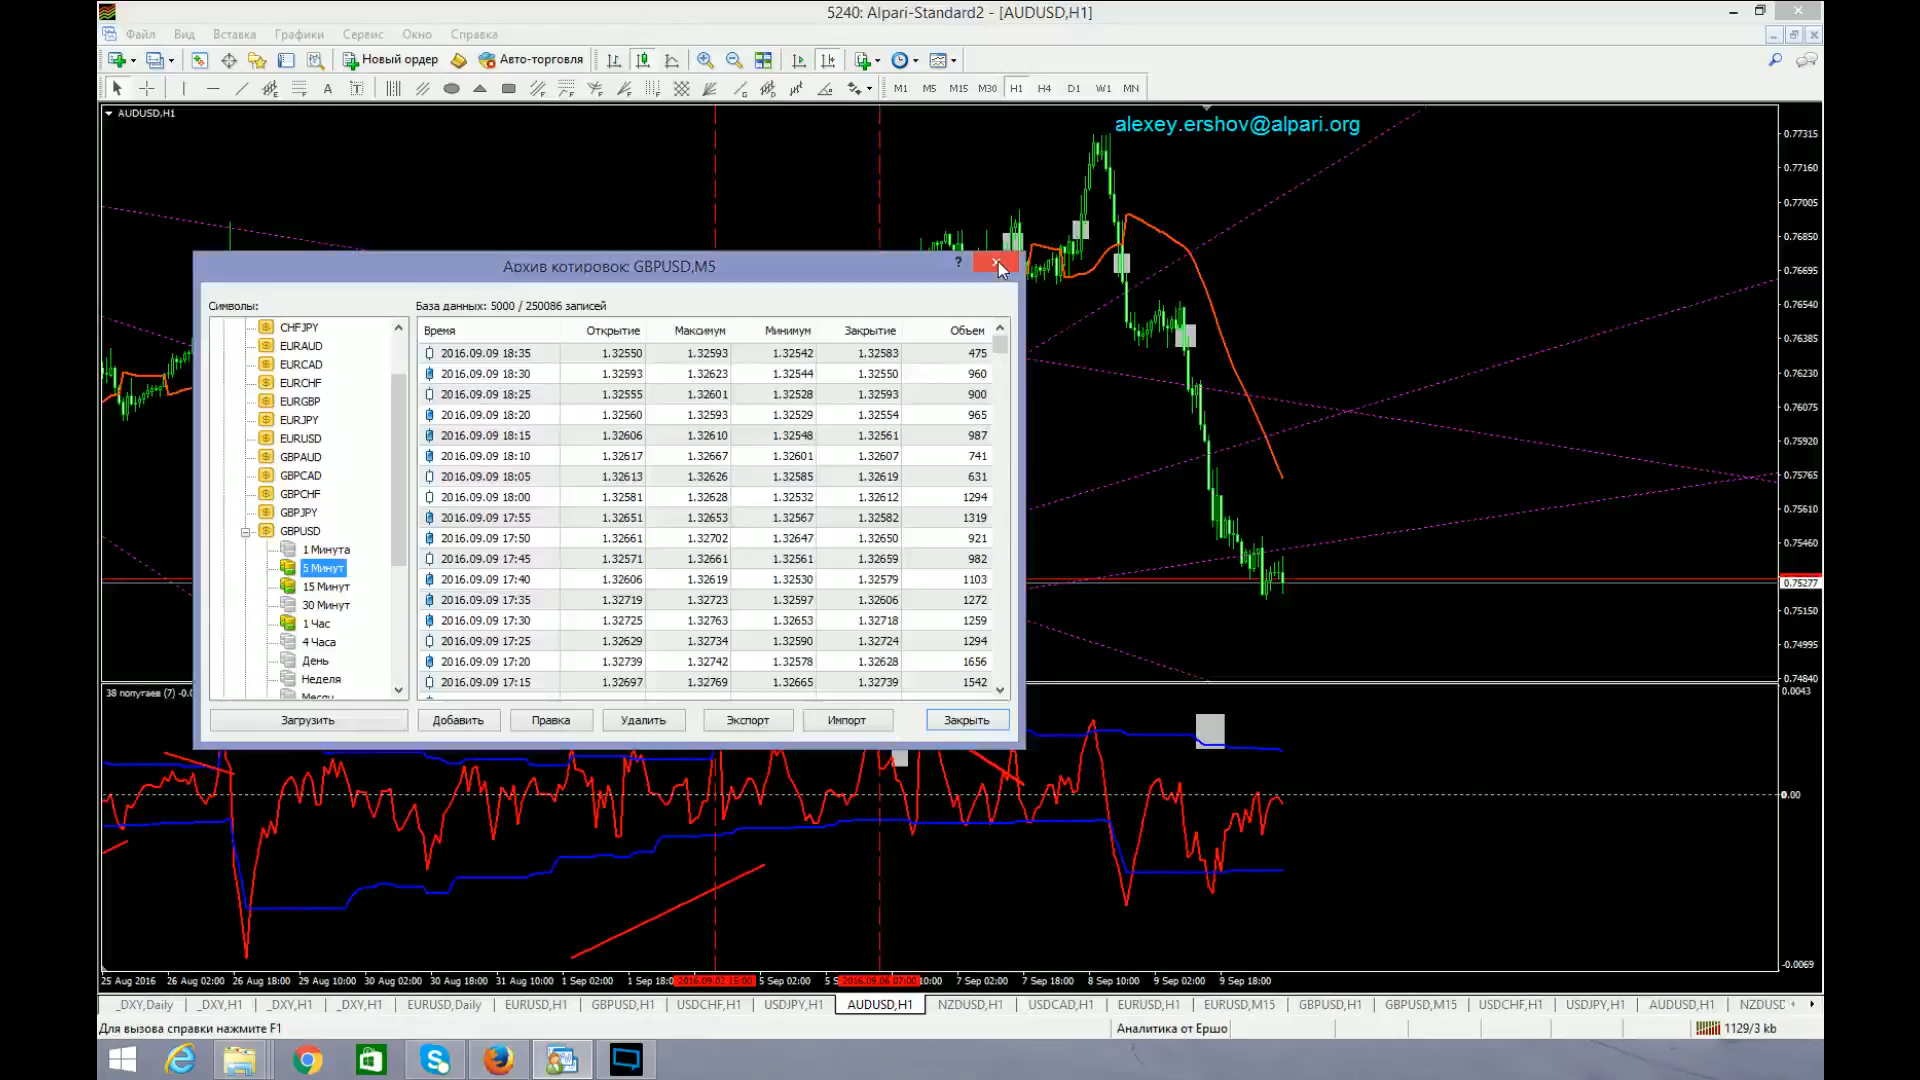 5240: Alpari-Standard2 - [AUDUSD,H1]
Файл Вид Вставка Графики Сервис Окно Справка
Новый ордер Авто-торговля
A T M1 M5 M15 M30 H1 H4 D1 W1 MN
AUDUSD,H1
alexey.ershov@alpari.org
0.77315
0.77160
0.77005
0.76850
0.76695
0.76540
0.76385
0.76230
0.76075
0.75920
0.75765
0.75610
0.75460
0.75277
0.75150
0.74995
0.74840
Архив котировок: GBPUSD,M5
?
Символы:
CHFJPY
EURAUD
EURCAD
EURCHF
EURGBP
EURJPY
EURUSD
GBPAUD
GBPCAD
GBPCHF
GBPJPY
GBPUSD
1 Минута
5 Минут
15 Минут
30 Минут
1 Час
4 Часа
День
Неделя
Месяц
База данных: 5000 / 250086 записей
Время Открытие Максимум Минимум Закрытие Объем
2016.09.09 18:35 1.32550 1.32593 1.32542 1.32583 475
2016.09.09 18:30 1.32593 1.32623 1.32544 1.32550 960
2016.09.09 18:25 1.32555 1.32601 1.32528 1.32593 900
2016.09.09 18:20 1.32560 1.32593 1.32529 1.32554 965
2016.09.09 18:15 1.32606 1.32610 1.32548 1.32561 987
2016.09.09 18:10 1.32617 1.32667 1.32601 1.32607 741
2016.09.09 18:05 1.32613 1.32626 1.32585 1.32619 631
2016.09.09 18:00 1.32581 1.32628 1.32532 1.32612 1294
2016.09.09 17:55 1.32651 1.32653 1.32567 1.32582 1319
2016.09.09 17:50 1.32661 1.32702 1.32647 1.32650 921
2016.09.09 17:45 1.32571 1.32661 1.32561 1.32659 982
2016.09.09 17:40 1.32606 1.32619 1.32530 1.32579 1103
2016.09.09 17:35 1.32719 1.32723 1.32597 1.32606 1272
2016.09.09 17:30 1.32725 1.32763 1.32653 1.32718 1259
2016.09.09 17:25 1.32629 1.32734 1.32590 1.32724 1294
2016.09.09 17:20 1.32739 1.32742 1.32578 1.32628 1656
2016.09.09 17:15 1.32697 1.32769 1.32665 1.32739 1542
Загрузить Добавить Правка Удалить Экспорт Импорт Закрыть
38 попугаев (7) -0.0
0.0043
0.00
-0.0069
25 Aug 2016 26 Aug 02:00 26 Aug 18:00 29 Aug 10:00 30 Aug 02:00 30 Aug 18:00 31 Aug 10:00 1 Sep 02:00 1 Sep 18:0 2016.09.02 15:00 5 Sep 02:00 5 S 2016.09.06 07:00 10:00 7 Sep 02:00 7 Sep 18:00 8 Sep 10:00 9 Sep 02:00 9 Sep 18:00
_DXY,Daily _DXY,H1 _DXY,H1 _DXY,H1 EURUSD,Daily EURUSD,H1 GBPUSD,H1 USDCHF,H1 USDJPY,H1 AUDUSD,H1 NZDUSD,H1 USDCAD,H1 EURUSD,H1 EURUSD,M15 GBPUSD,H1 GBPUSD,M15 USDCHF,H1 USDJPY,H1 AUDUSD,H1 NZDUSD
Для вызова справки нажмите F1 Аналитика от Ершо 1129/3 kb